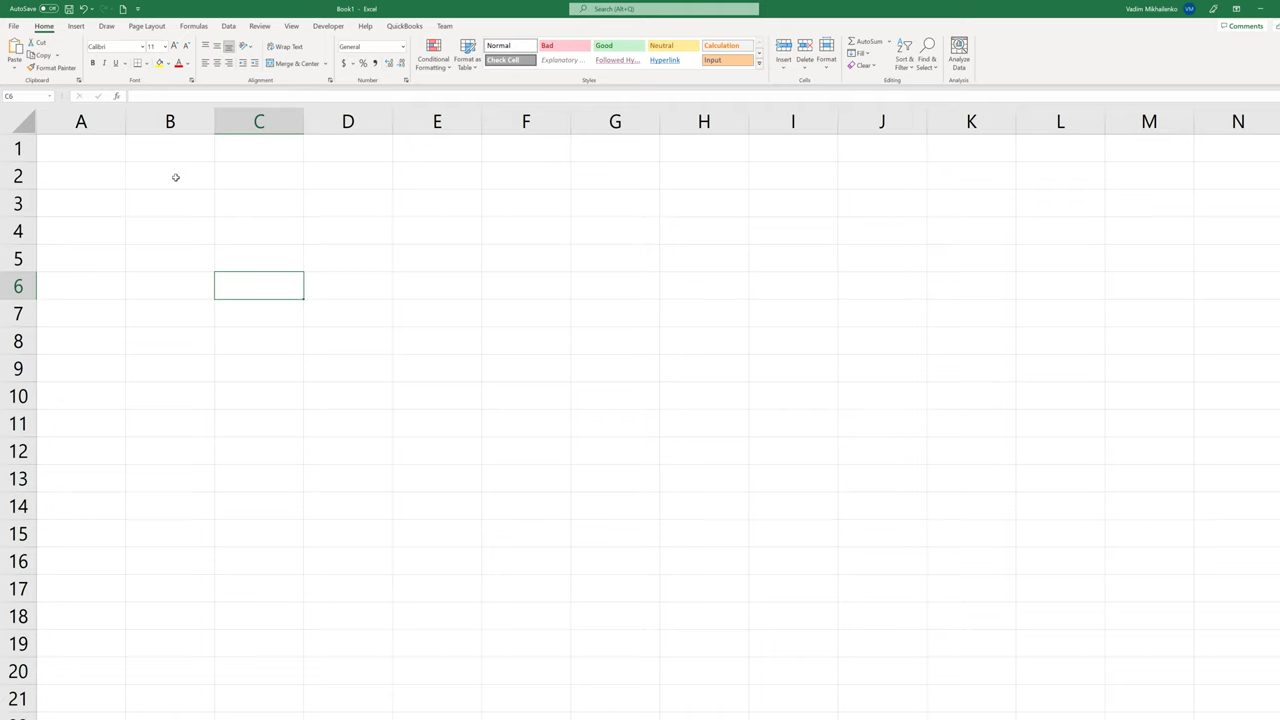 AutoSave Off Book1 - Excel Search (Alt+Q) Vadim Mikhailenko VM
File Home Insert Draw Page Layout Formulas Data Review View Developer Help QuickBooks Team Comments
Paste Cut Calibri 11 Wrap Text General Conditional Formatting Format as Table Normal Bad Good Neutral Calculation Insert Delete Format AutoSum Sort & Filter Find & Select Analyze Data
Copy Fill
Format Painter B I U Merge & Center $ % Check Cell Explanatory ... Followed Hy... Hyperlink Input Clear
Clipboard Font Alignment Number Styles Cells Editing Analysis
C6 fx
A B C D E F G H I J K L M N
1
2
3
4
5
6
7
8
9
10
11
12
13
14
15
16
17
18
19
20
21